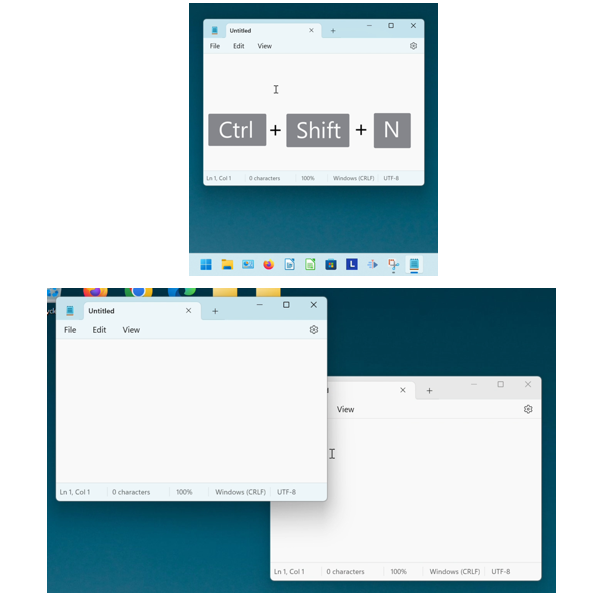 Untitled
File Edit View
Ctrl + Shift + N
Ln 1, Col 1 0 characters 100% Windows (CRLF) UTF-8
L
Untitled
File Edit View
View
Ln 1, Col 1 0 characters 100% Windows (CRLF) UTF-8
Ln 1, Col 1 0 characters 100% Windows (CRLF) UTF-8